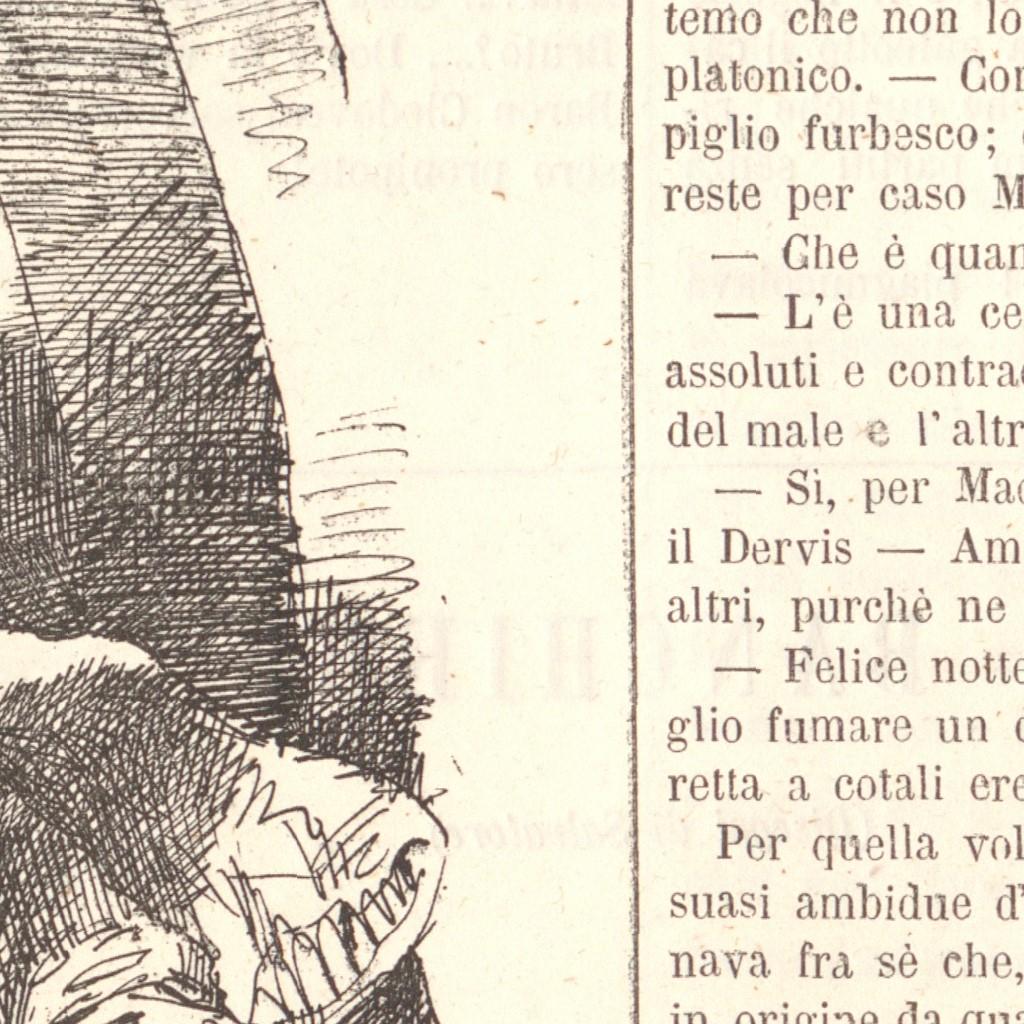 temo che non lo
platonico. — Con
piglio furbesco;
reste per caso M
— Che è quan
— L'è una ce
assoluti e contrad
del male e l'altr
— Si, per Mac
il Dervis — Am
altri, purchè ne
— Felice notte
glio fumare un
retta a cotali ere
Per quella vol
suasi ambidue d'
nava fra sè che,
in origine da qua